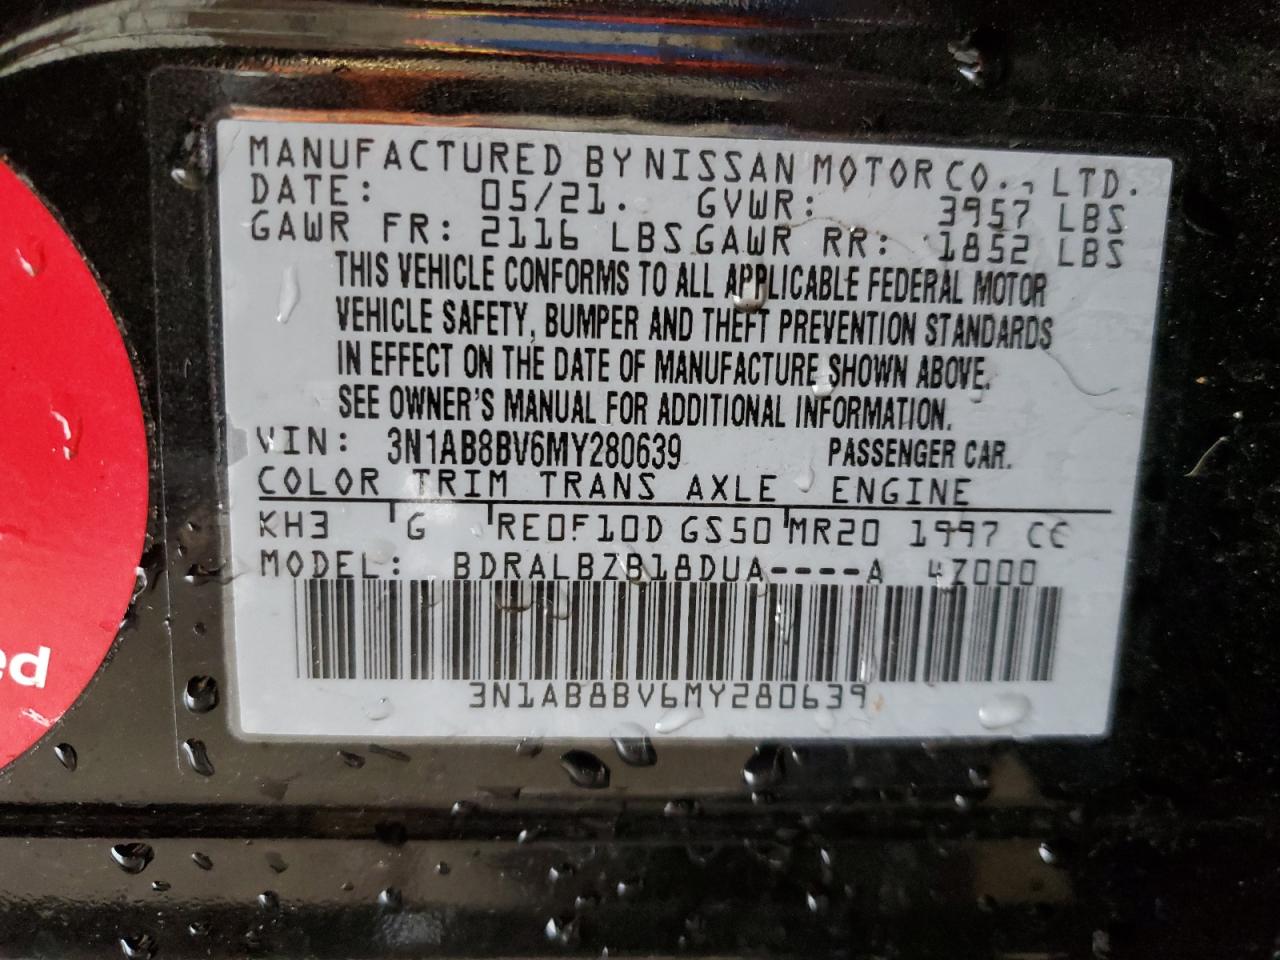 MANUFACTURED BY NISSAN MOTOR CO., LTD.
DATE: 05/21. GVWR: 3957 LBS
GAWR FR: 2116 LBS GAWR RR: 1852 LBS
THIS VEHICLE CONFORMS TO ALL APPLICABLE FEDERAL MOTOR
VEHICLE SAFETY, BUMPER AND THEFT PREVENTION STANDARDS
IN EFFECT ON THE DATE OF MANUFACTURE SHOWN ABOVE.
SEE OWNER'S MANUAL FOR ADDITIONAL INFORMATION.
VIN: 3N1AB8BV6MY280639 PASSENGER CAR.
COLOR TRIM TRANS AXLE ENGINE
KH3 G RE0F10D GS50 MR20 1997 CC
MODEL: BDRALBZB18DUA----A 4Z000
3N1AB8BV6MY280639
ed